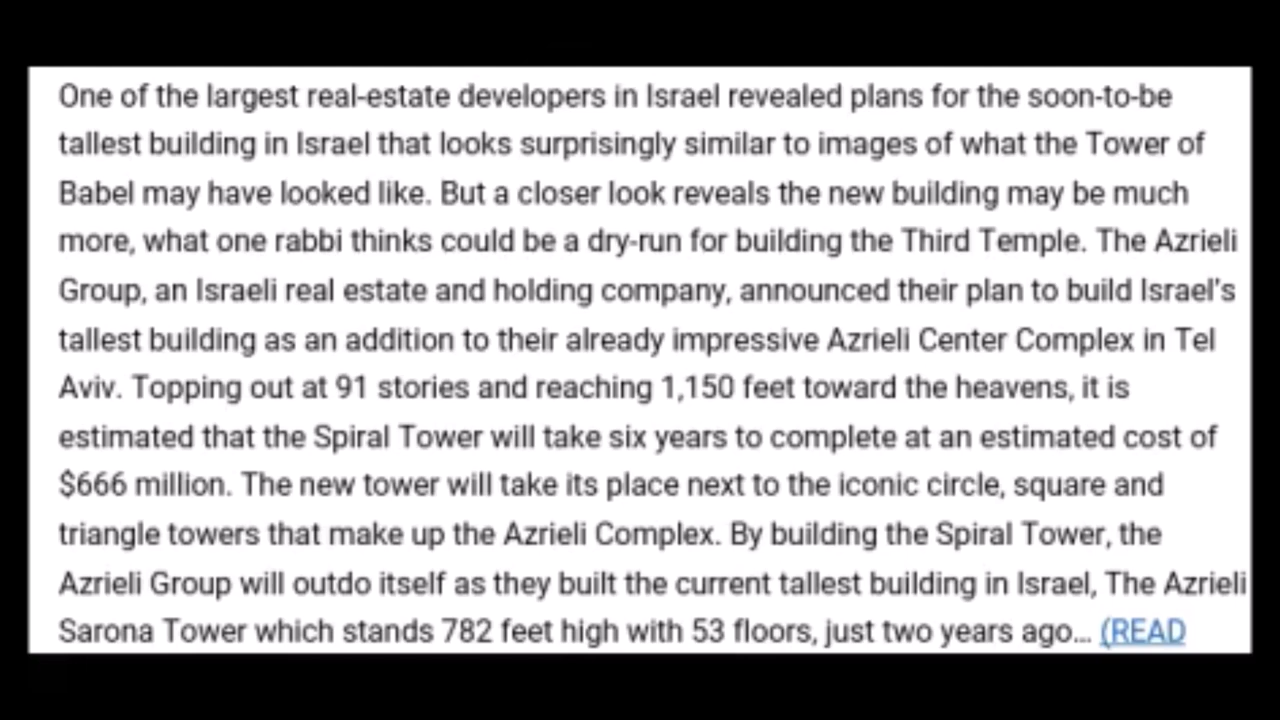 One of the largest real-estate developers in Israel revealed plans for the soon-to-be
tallest building in Israel that looks surprisingly similar to images of what the Tower of
Babel may have looked like. But a closer look reveals the new building may be much
more, what one rabbi thinks could be a dry-run for building the Third Temple. The Azrieli
Group, an Israeli real estate and holding company, announced their plan to build Israel's
tallest building as an addition to their already impressive Azrieli Center Complex in Tel
Aviv. Topping out at 91 stories and reaching 1,150 feet toward the heavens, it is
estimated that the Spiral Tower will take six years to complete at an estimated cost of
$666 million. The new tower will take its place next to the iconic circle, square and
triangle towers that make up the Azrieli Complex. By building the Spiral Tower, the
Azrieli Group will outdo itself as they built the current tallest building in Israel, The Azrieli
Sarona Tower which stands 782 feet high with 53 floors, just two years ago... (READ